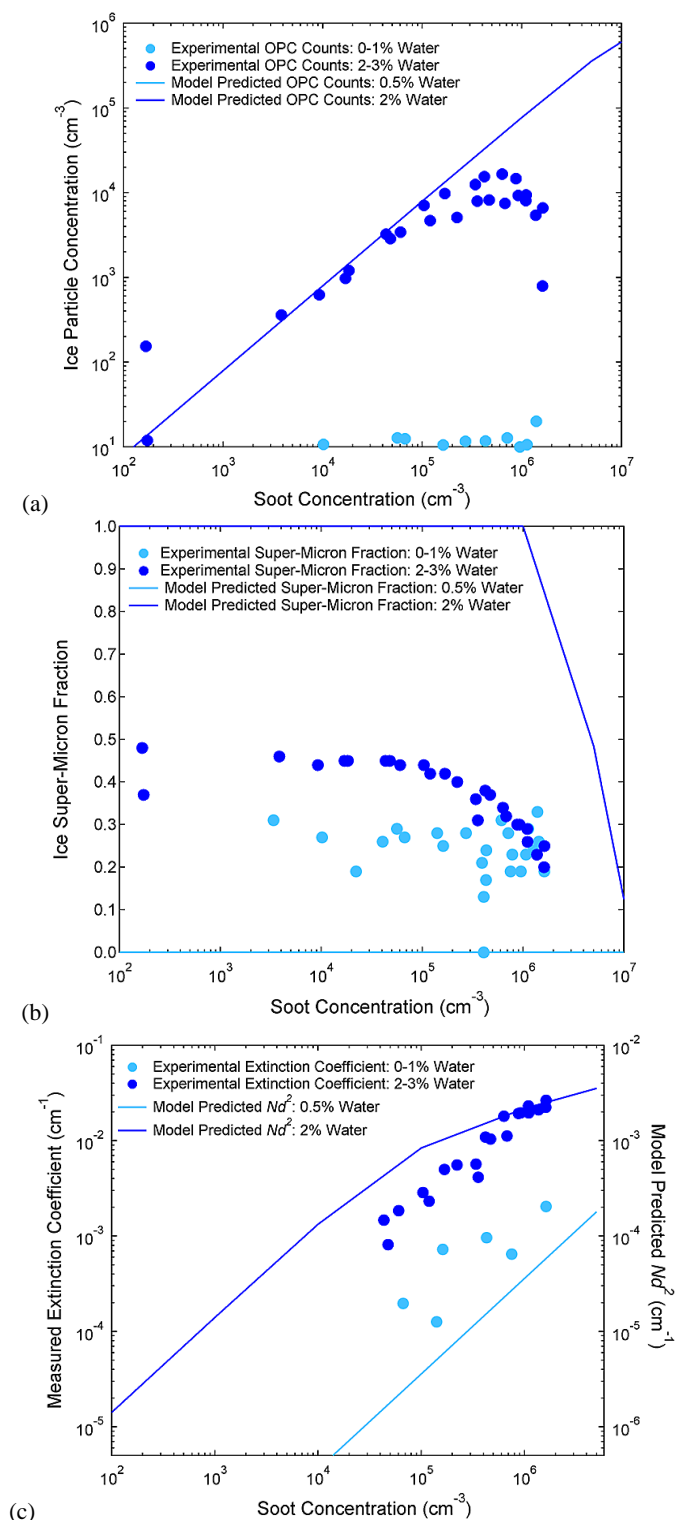 10^6
10^5
10^4
10^3
10^2
10^1
Ice Particle Concentration (cm^-3)
Experimental OPC Counts: 0-1% Water
Experimental OPC Counts: 2-3% Water
Model Predicted OPC Counts: 0.5% Water
Model Predicted OPC Counts: 2% Water
10^2 10^3 10^4 10^5 10^6 10^7
Soot Concentration (cm^-3)
(a)
1.0
0.9
0.8
0.7
0.6
0.5
0.4
0.3
0.2
0.1
0.0
Ice Super-Micron Fraction
Experimental Super-Micron Fraction: 0-1% Water
Experimental Super-Micron Fraction: 2-3% Water
Model Predicted Super-Micron Fraction: 0.5% Water
Model Predicted Super-Micron Fraction: 2% Water
10^2 10^3 10^4 10^5 10^6 10^7
Soot Concentration (cm^-3)
(b)
10^-1
10^-2
10^-3
10^-4
10^-5
Measured Extinction Coefficient (cm^-1)
Experimental Extinction Coefficient: 0-1% Water
Experimental Extinction Coefficient: 2-3% Water
Model Predicted Nd^2: 0.5% Water
Model Predicted Nd^2: 2% Water
10^-2
10^-3
10^-4
10^-5
10^-6
Model Predicted Nd^2 (cm^-1)
10^2 10^3 10^4 10^5 10^6
Soot Concentration (cm^-3)
(c)